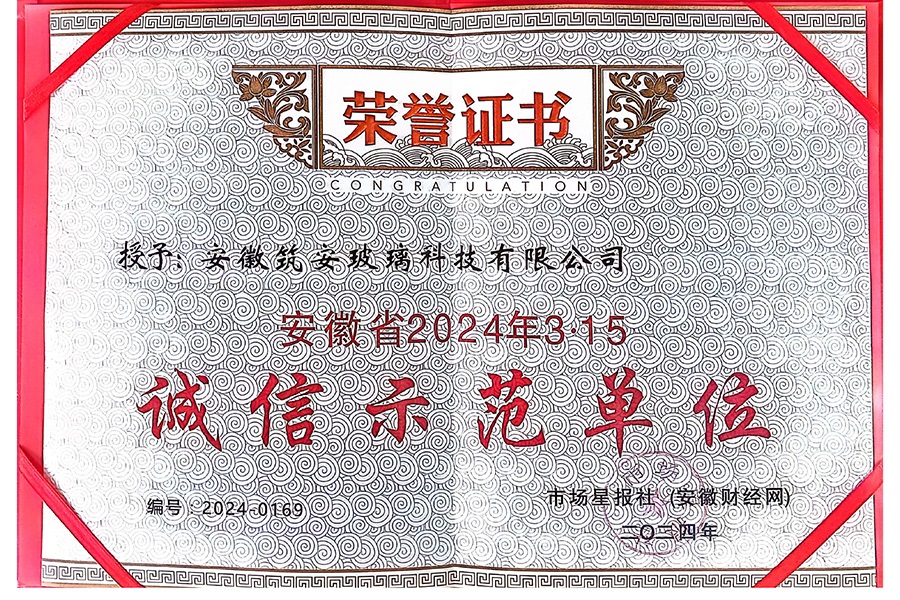 荣誉证书
CONGRATULATION
授予：安徽筑安玻璃科技有限公司
安徽省2024年3·15
诚信示范单位
编号：2024-0169
市场星报社 (安徽财经网)
二〇二四年